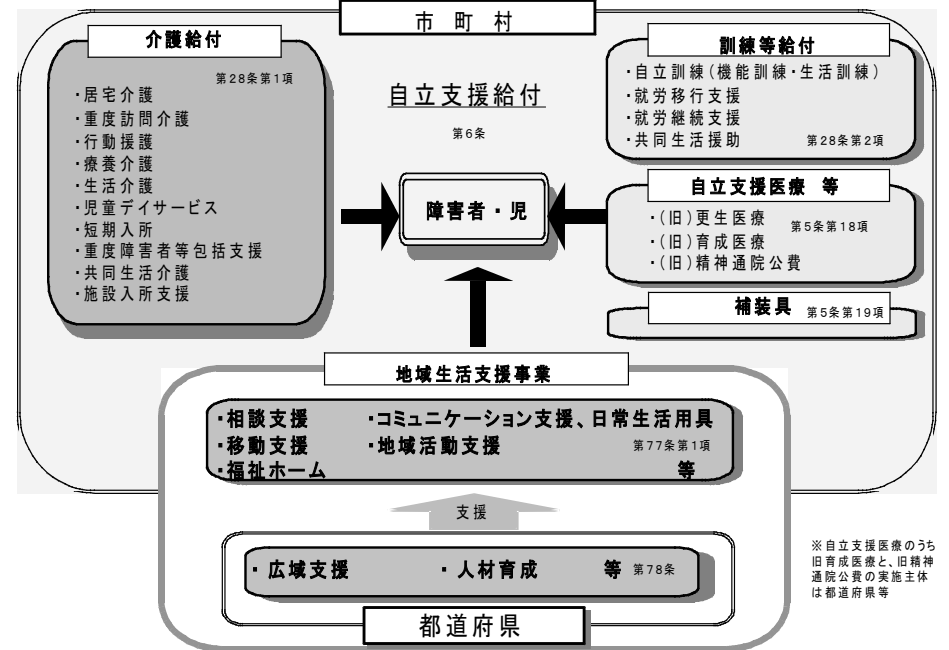 市町村
介護給付
第28条第1項
・居宅介護
・重度訪問介護
・行動援護
・療養介護
・生活介護
・児童デイサービス
・短期入所
・重度障害者等包括支援
・共同生活介護
・施設入所支援
自立支援給付
第6条
障害者・児
訓練等給付
・自立訓練(機能訓練・生活訓練)
・就労移行支援
・就労継続支援
・共同生活援助 第28条第2項
自立支援医療 等
・(旧)更生医療 第5条第18項
・(旧)育成医療
・(旧)精神通院公費
補装具 第5条第19項
地域生活支援事業
・相談支援 ・コミュニケーション支援、日常生活用具
・移動支援 ・地域活動支援 第77条第1項
・福祉ホーム 等
支援
・広域支援 ・人材育成 等 第78条
都道府県
※自立支援医療のうち
旧育成医療と、旧精神
通院公費の実施主体
は都道府県等